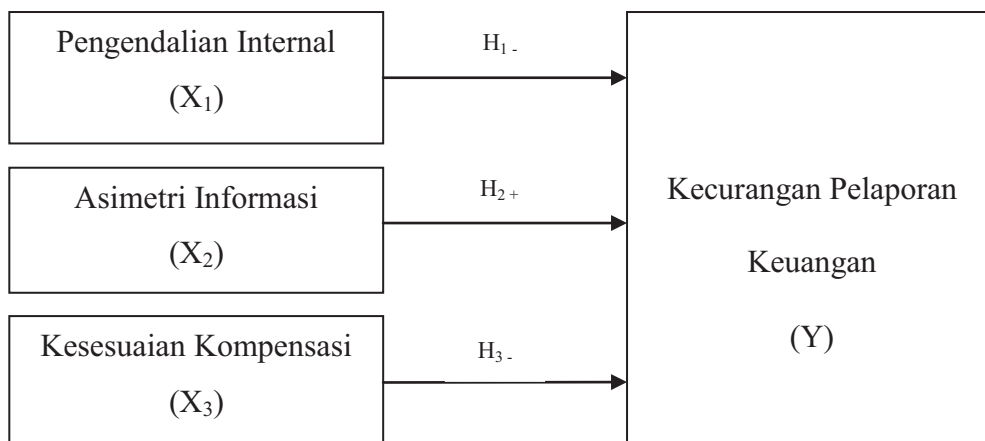 Pengendalian Internal
(X₁)
H₁ -
Asimetri Informasi
(X₂)
H₂ +
Kesesuaian Kompensasi
(X₃)
H₃ -
Kecurangan Pelaporan
Keuangan
(Y)